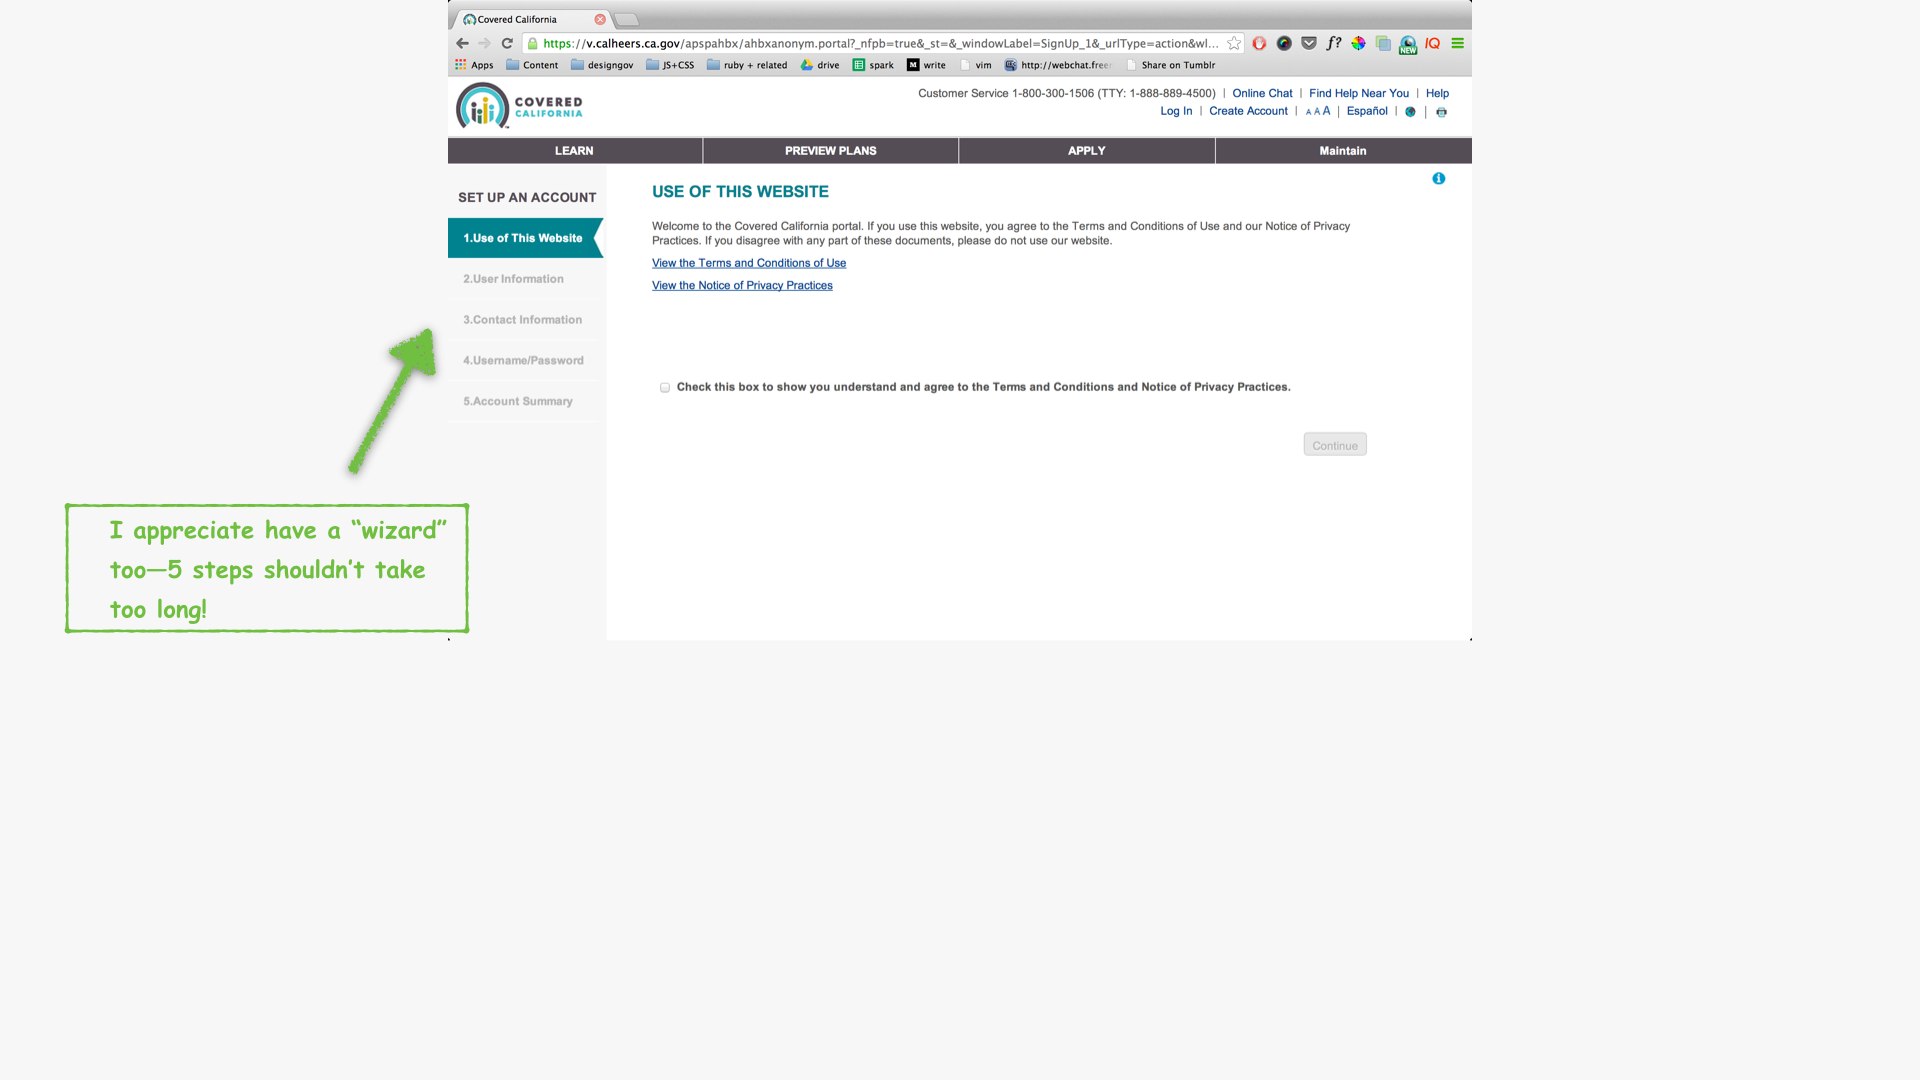 Covered California
https://v.calheers.ca.gov/apspahbx/ahbxanonym.portal?_nfpb=true&_st=&_windowLabel=SignUp_1&_urlType=action&wl...
f?
NEW
IQ
Apps Content designgov JS+CSS ruby + related drive spark M write vim http://webchat.free Share on Tumblr
COVERED
CALIFORNIA
TM
Customer Service 1-800-300-1506 (TTY: 1-888-889-4500) | Online Chat | Find Help Near You | Help
Log In | Create Account | A A A | Español | |
LEARN PREVIEW PLANS APPLY Maintain
SET UP AN ACCOUNT
1.Use of This Website
2.User Information
3.Contact Information
4.Username/Password
5.Account Summary
USE OF THIS WEBSITE
Welcome to the Covered California portal. If you use this website, you agree to the Terms and Conditions of Use and our Notice of Privacy
Practices. If you disagree with any part of these documents, please do not use our website.
View the Terms and Conditions of Use
View the Notice of Privacy Practices
Check this box to show you understand and agree to the Terms and Conditions and Notice of Privacy Practices.
Continue
I appreciate have a “wizard”
too—5 steps shouldn’t take
too long!